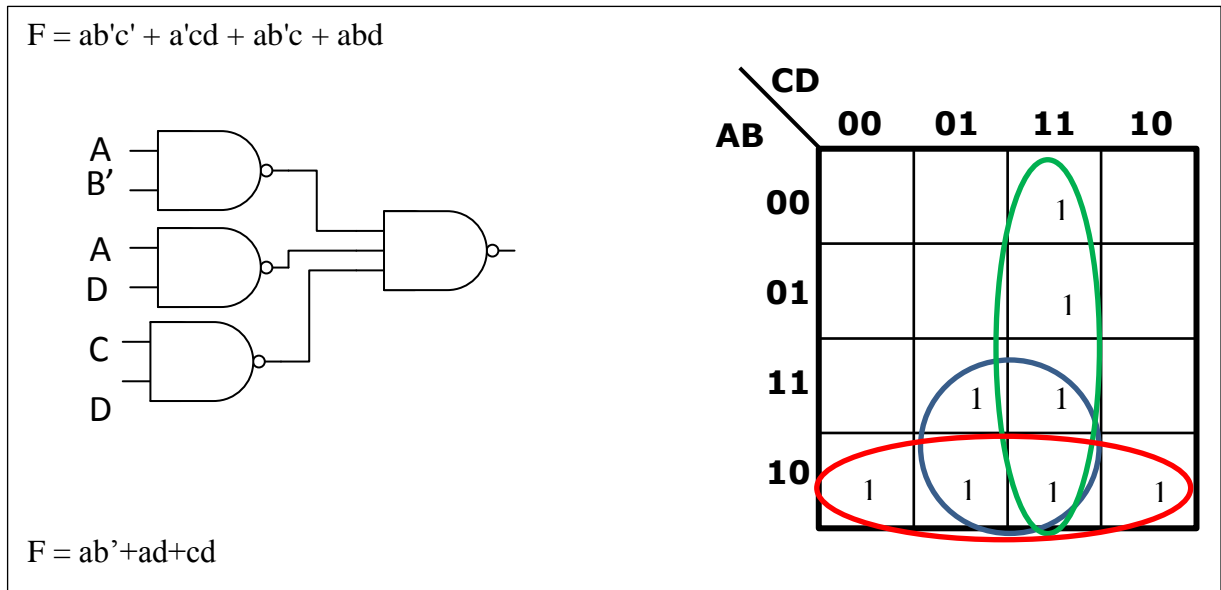 F = ab'c' + a'cd + ab'c + abd
A
B’
A
D
C
D
CD
AB
00 01 11 10
00 1
01 1
11 1 1
10 1 1 1 1
F = ab’+ad+cd